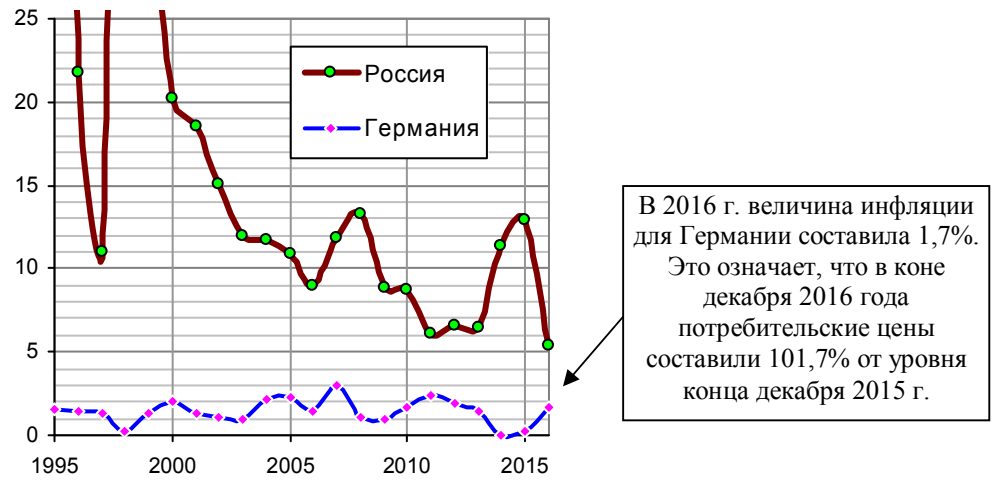 25
20
15
10
5
0
1995 2000 2005 2010 2015
Россия
Германия
В 2016 г. величина инфляции
для Германии составила 1,7%.
Это означает, что в коне
декабря 2016 года
потребительские цены
составили 101,7% от уровня
конца декабря 2015 г.